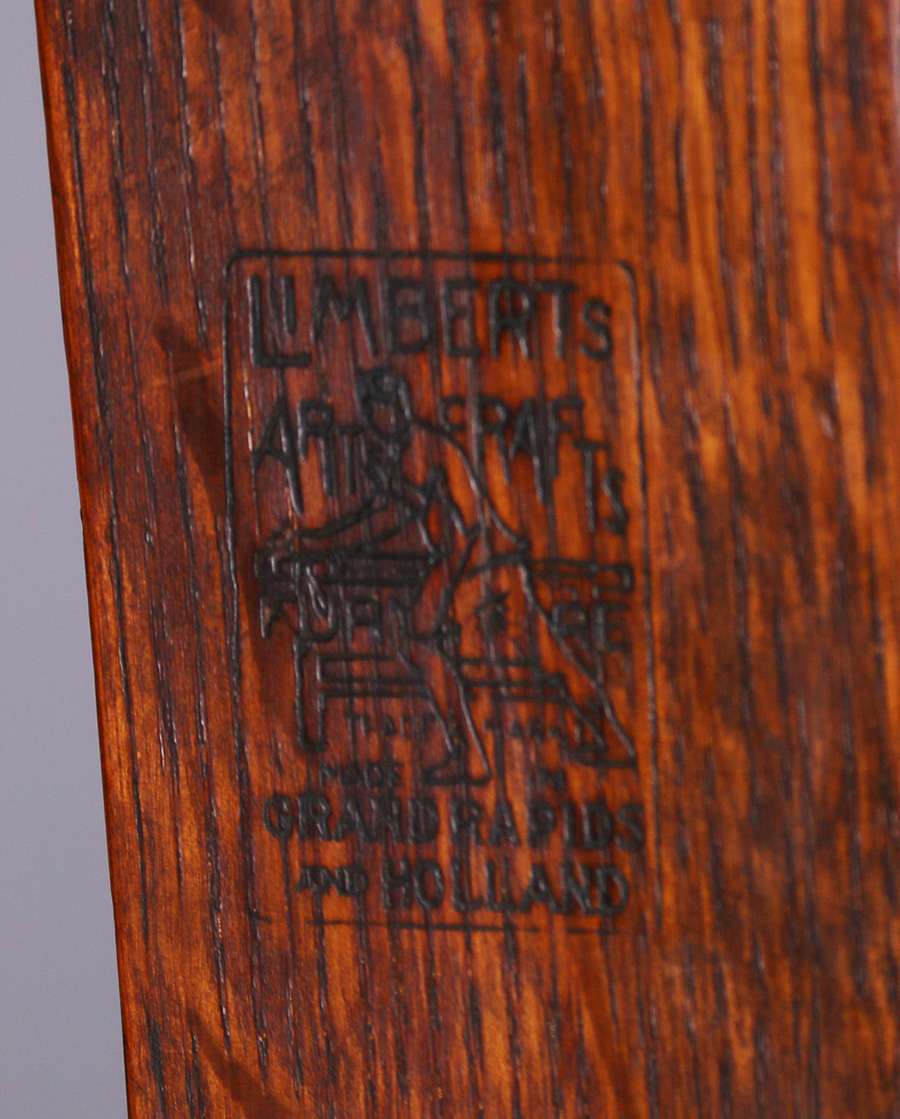 LIMBERTS
ARTS CRAFTS
FURNITURE
TRADE MARK
MADE IN
GRAND RAPIDS
AND HOLLAND